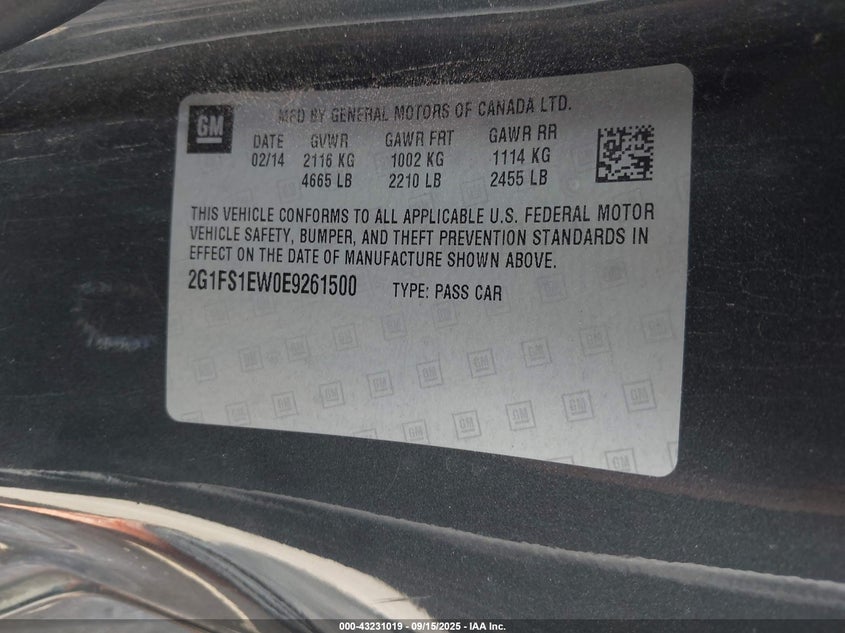 GM
MFD BY GENERAL MOTORS OF CANADA LTD.
DATE GVWR GAWR FRT GAWR RR
02/14 2116 KG 1002 KG 1114 KG
4665 LB 2210 LB 2455 LB
THIS VEHICLE CONFORMS TO ALL APPLICABLE U.S. FEDERAL MOTOR
VEHICLE SAFETY, BUMPER, AND THEFT PREVENTION STANDARDS IN
EFFECT ON THE DATE OF MANUFACTURE SHOWN ABOVE.
2G1FS1EW0E9261500 TYPE: PASS CAR
000-43231019 - 09/15/2025 - IAA Inc.